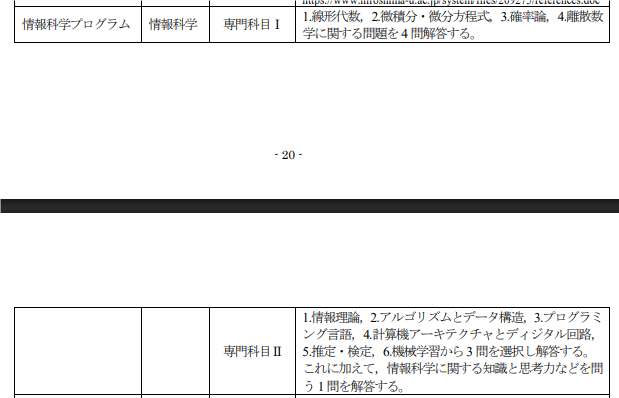 https://www.hiroshima-u.ac.jp/system/files/209275/references.doc
情報科学プログラム 情報科学 専門科目Ⅰ 1.線形代数，2.微積分・微分方程式，3.確率論，4.離散数
学に関する問題を4問解答する。
- 20 -
専門科目Ⅱ
1.情報理論，2.アルゴリズムとデータ構造，3.プログラミ
ング言語，4.計算機アーキテクチャとディジタル回路，
5.推定・検定，6.機械学習から3問を選択し解答する。
これに加えて，情報科学に関する知識と思考力などを問
う1問を解答する。